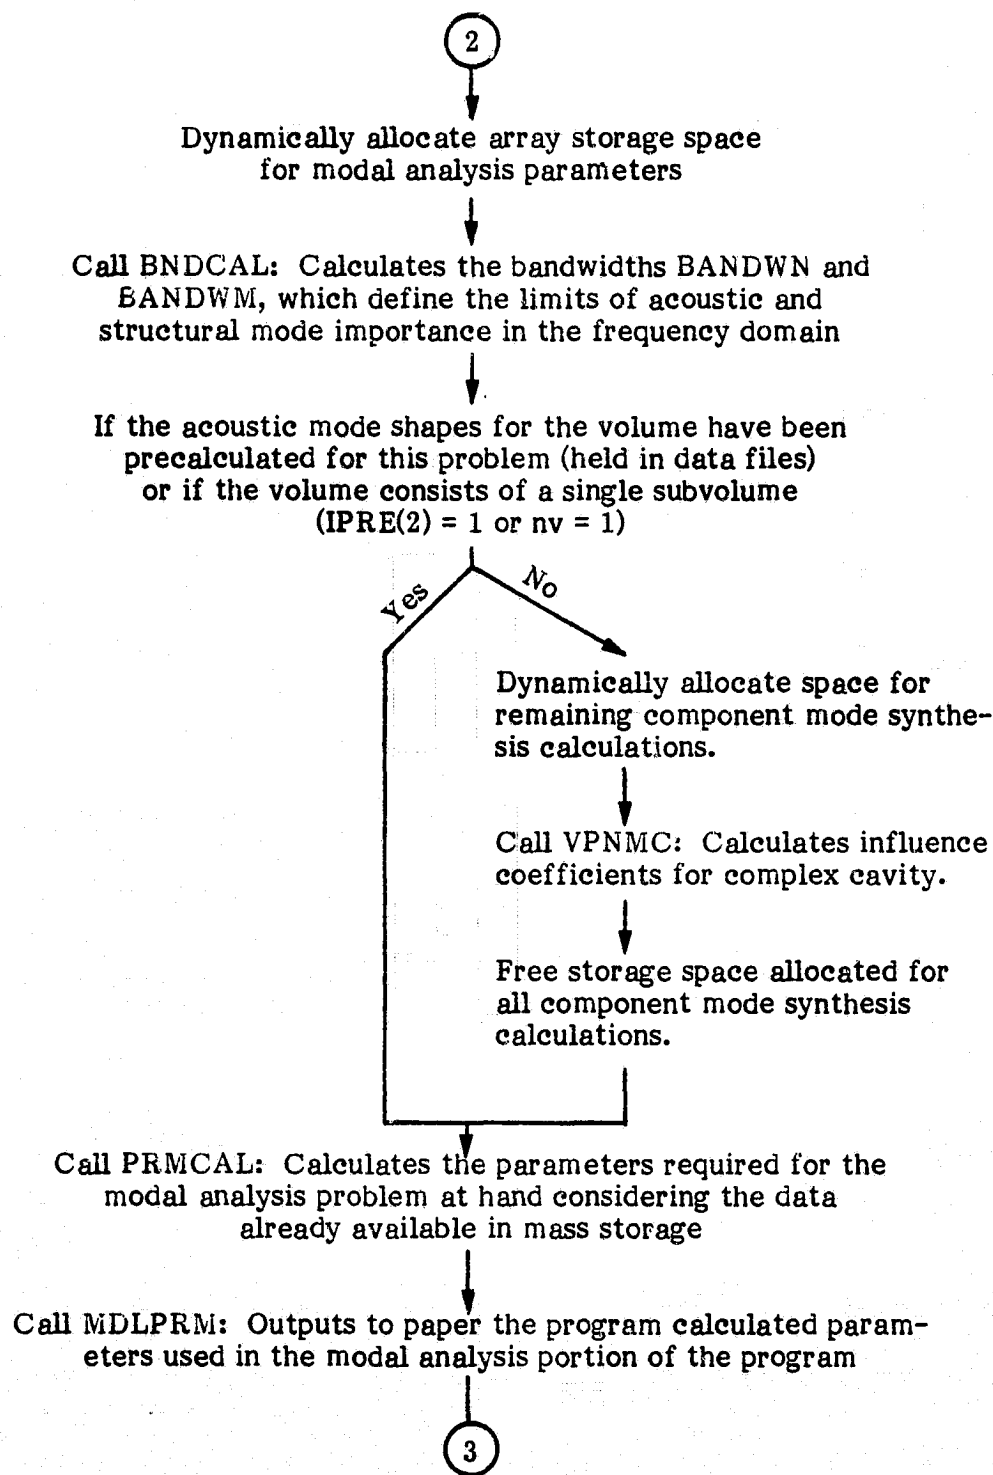 2
Dynamically allocate array storage space
for modal analysis parameters
Call BNDCAL: Calculates the bandwidths BANDWN and
BANDWM, which define the limits of acoustic and
structural mode importance in the frequency domain
If the acoustic mode shapes for the volume have been
precalculated for this problem (held in data files)
or if the volume consists of a single subvolume
(IPRE(2) = 1 or nv = 1)
Yes
No
Dynamically allocate space for
remaining component mode synthe-
sis calculations.
Call VPNMC: Calculates influence
coefficients for complex cavity.
Free storage space allocated for
all component mode synthesis
calculations.
Call PRMCAL: Calculates the parameters required for the
modal analysis problem at hand considering the data
already available in mass storage
Call MDLPRM: Outputs to paper the program calculated param-
eters used in the modal analysis portion of the program
3